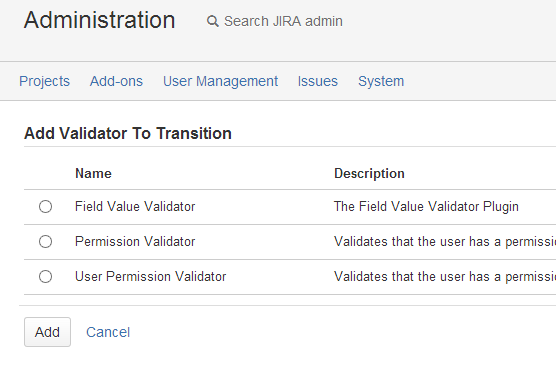 Administration Search JIRA admin
Projects Add-ons User Management Issues System
Add Validator To Transition
Name Description
Field Value Validator The Field Value Validator Plugin
Permission Validator Validates that the user has a permissi
User Permission Validator Validates that the user has a permissi
Add Cancel